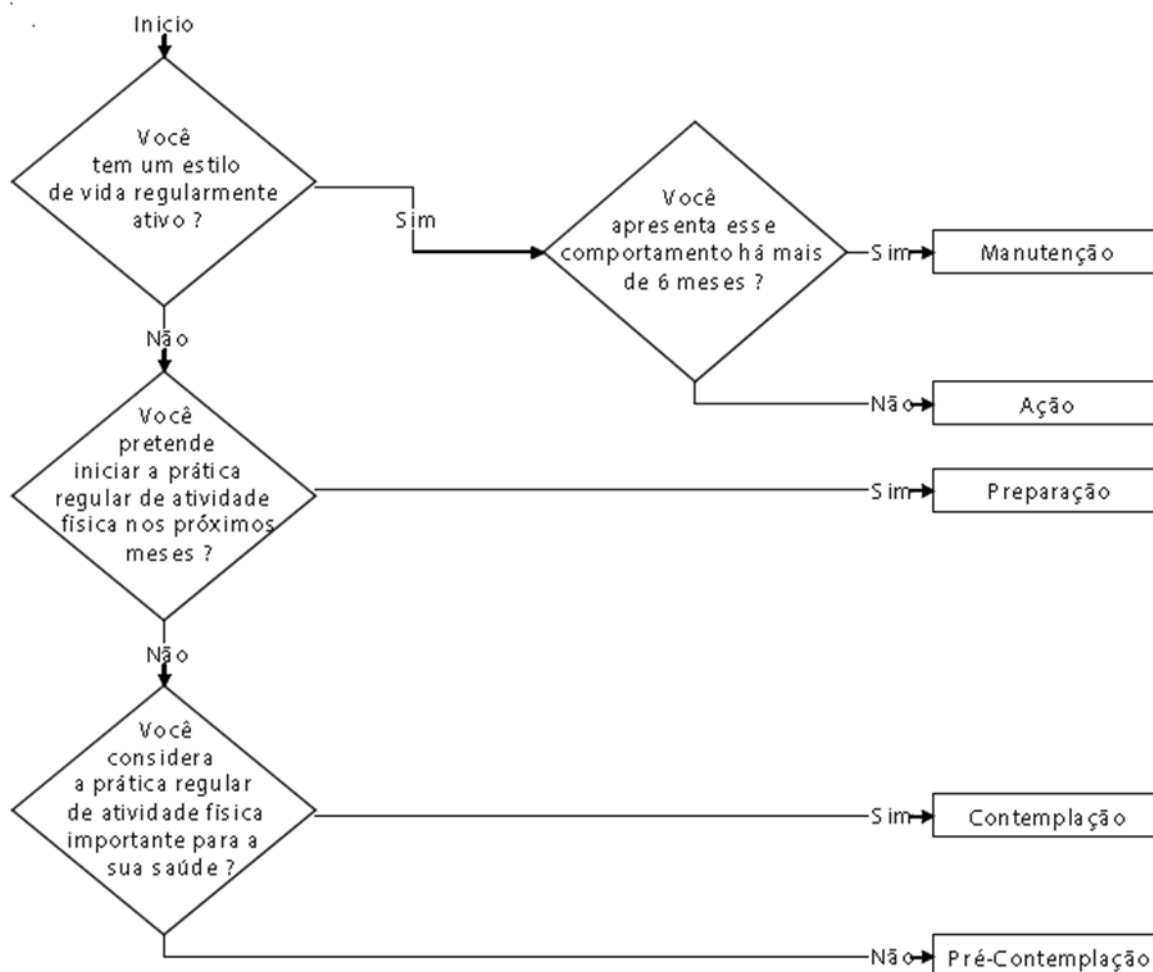 Inicio
Você
tem um estilo
de vida regularmente
ativo ?
Sim
Você
apresenta esse
comportamento há mais
de 6 meses ?
Sim
Manutenção
Não
Ação
Não
Você
pretende
iniciar a prática
regular de atividade
física nos próximos
meses ?
Sim
Preparação
Não
Você
considera
a prática regular
de atividade física
importante para a
sua saúde ?
Sim
Contemplação
Não
Pré-Contemplação